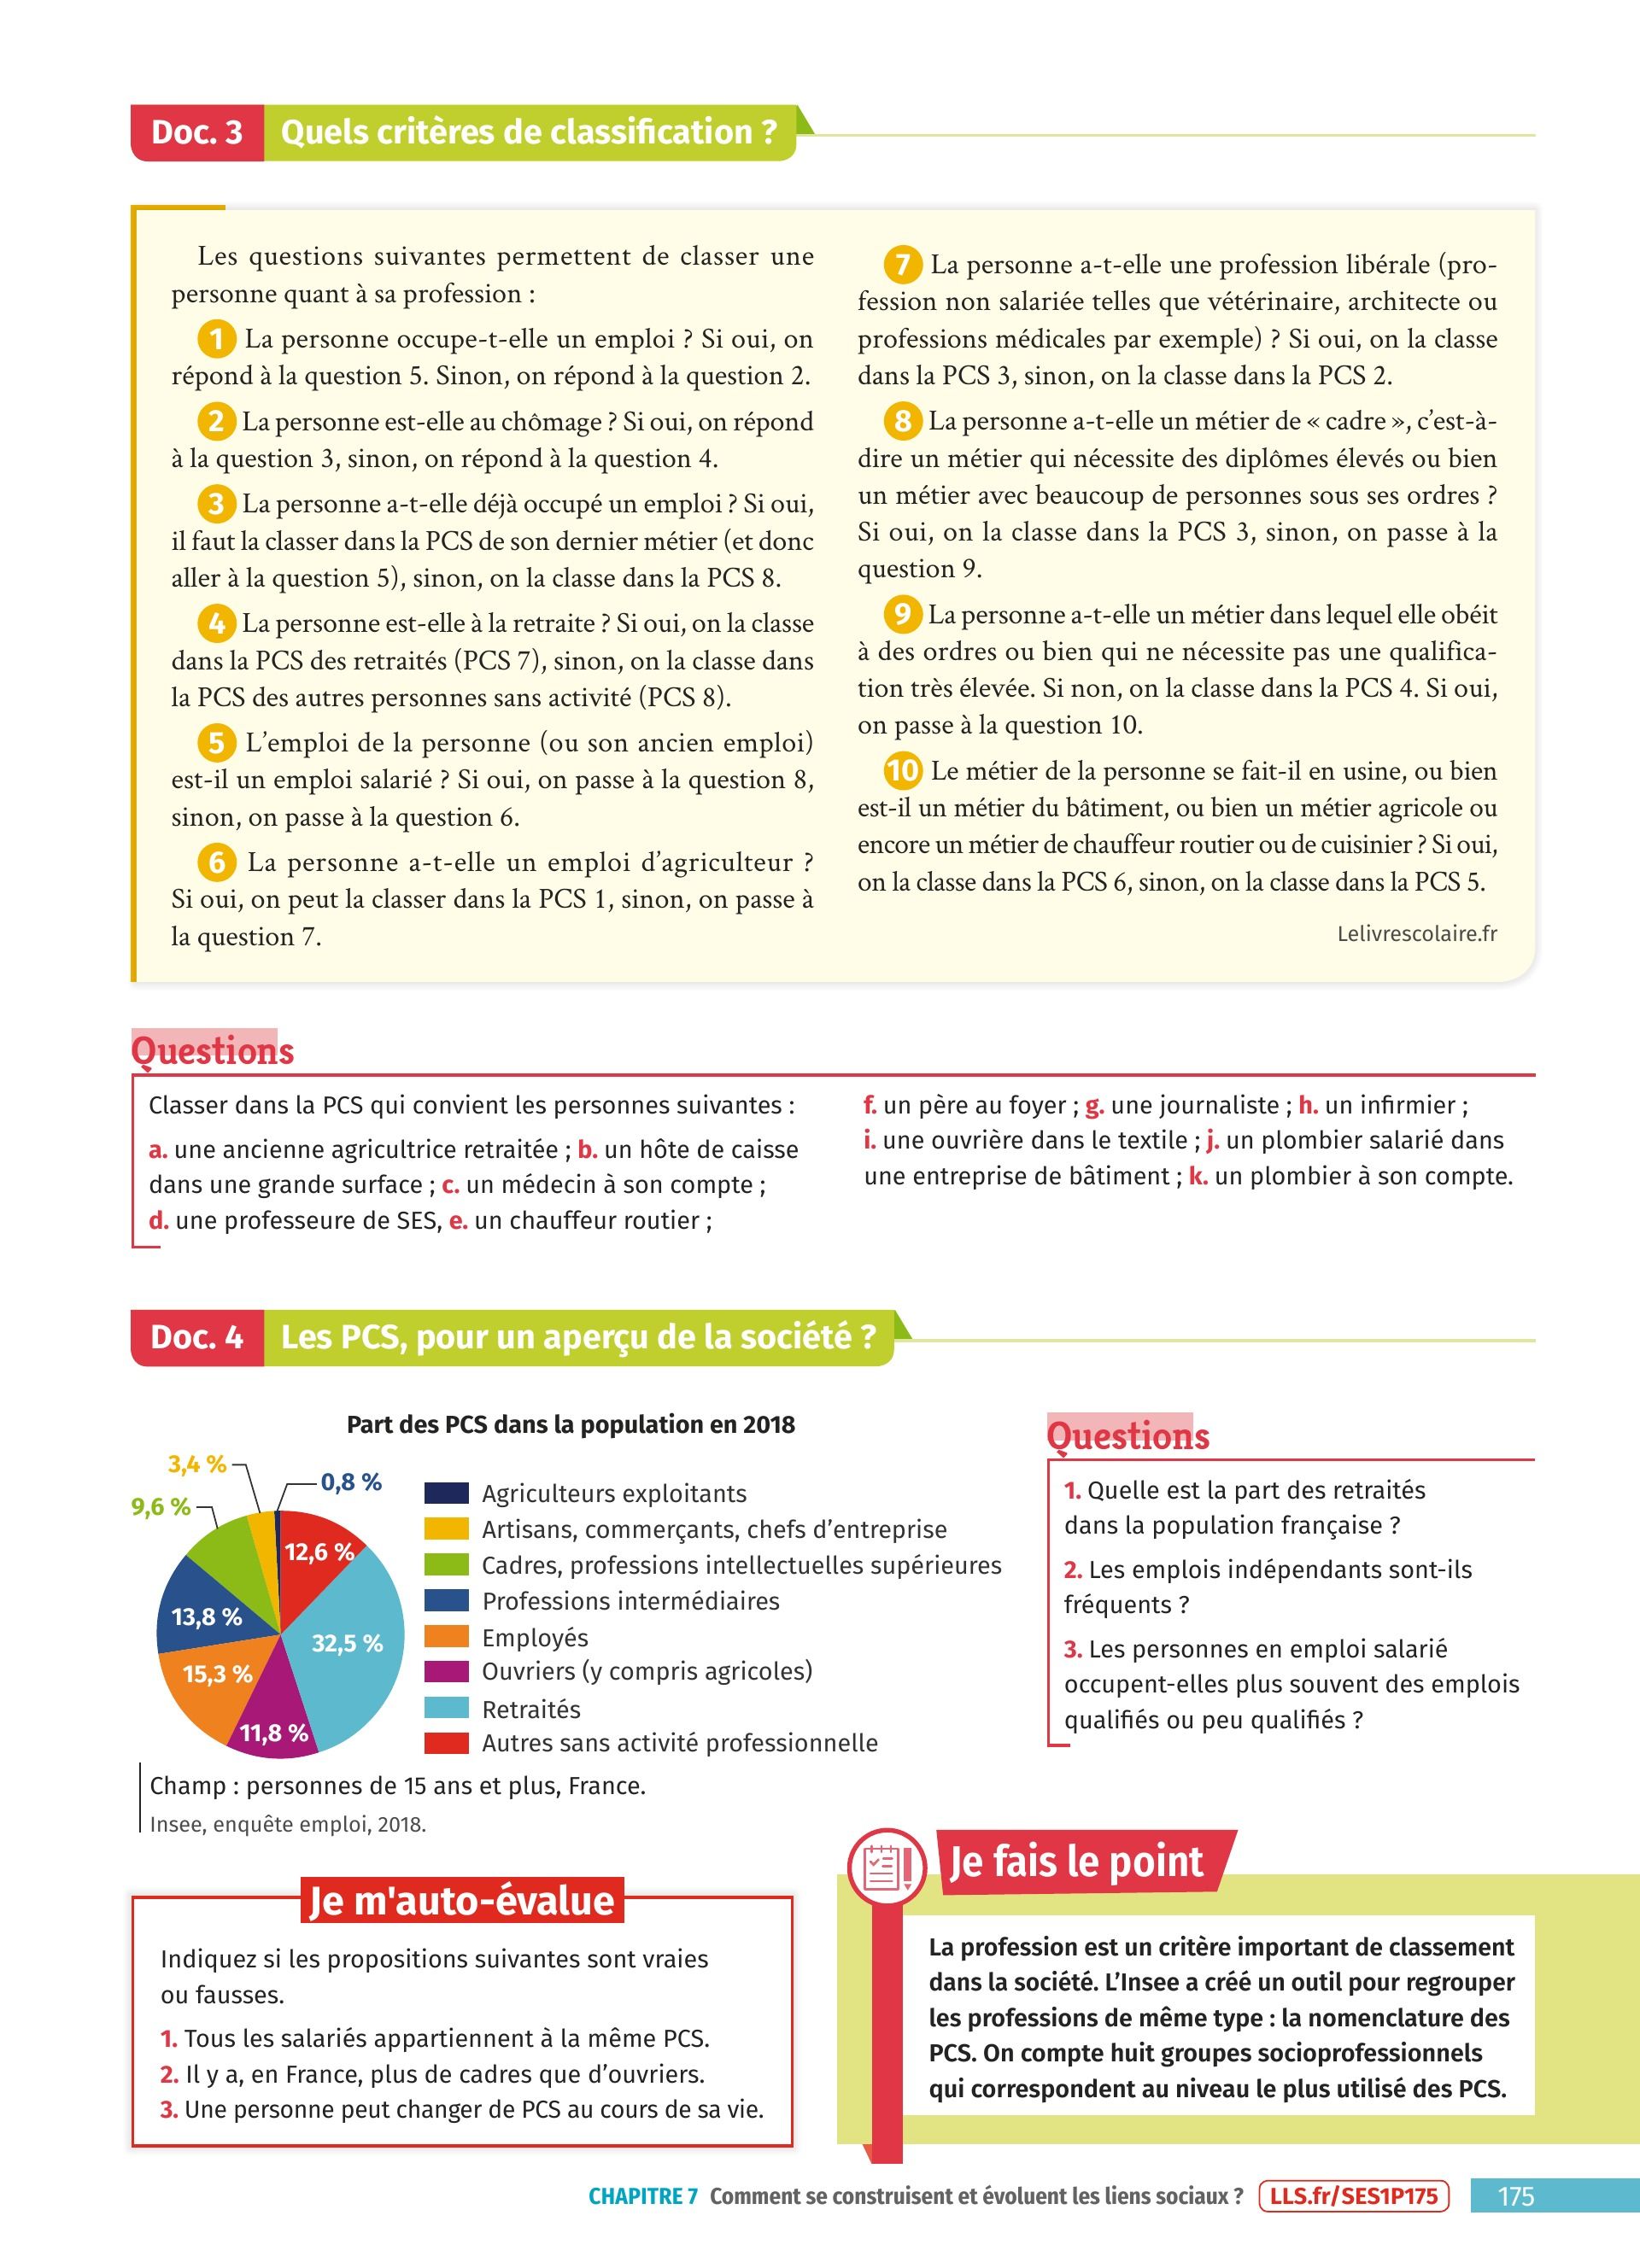 Doc. 3 Quels critères de classification ?
Les questions suivantes permettent de classer une
personne quant à sa profession :
1 La personne occupe-t-elle un emploi ? Si oui, on
répond à la question 5. Sinon, on répond à la question 2.
2 La personne est-elle au chômage ? Si oui, on répond
à la question 3, sinon, on répond à la question 4.
3 La personne a-t-elle déjà occupé un emploi ? Si oui,
il faut la classer dans la PCS de son dernier métier (et donc
aller à la question 5), sinon, on la classe dans la PCS 8.
4 La personne est-elle à la retraite ? Si oui, on la classe
dans la PCS des retraités (PCS 7), sinon, on la classe dans
la PCS des autres personnes sans activité (PCS 8).
5 L’emploi de la personne (ou son ancien emploi)
est-il un emploi salarié ? Si oui, on passe à la question 8,
sinon, on passe à la question 6.
6 La personne a-t-elle un emploi d’agriculteur ?
Si oui, on peut la classer dans la PCS 1, sinon, on passe à
la question 7.
7 La personne a-t-elle une profession libérale (pro-
fession non salariée telles que vétérinaire, architecte ou
professions médicales par exemple) ? Si oui, on la classe
dans la PCS 3, sinon, on la classe dans la PCS 2.
8 La personne a-t-elle un métier de « cadre », c’est-à-
dire un métier qui nécessite des diplômes élevés ou bien
un métier avec beaucoup de personnes sous ses ordres ?
Si oui, on la classe dans la PCS 3, sinon, on passe à la
question 9.
9 La personne a-t-elle un métier dans lequel elle obéit
à des ordres ou bien qui ne nécessite pas une qualifica-
tion très élevée. Si non, on la classe dans la PCS 4. Si oui,
on passe à la question 10.
10 Le métier de la personne se fait-il en usine, ou bien
est-il un métier du bâtiment, ou bien un métier agricole ou
encore un métier de chauffeur routier ou de cuisinier ? Si oui,
on la classe dans la PCS 6, sinon, on la classe dans la PCS 5.
Lelivrescolaire.fr
Questions
Classer dans la PCS qui convient les personnes suivantes :
a. une ancienne agricultrice retraitée ; b. un hôte de caisse
dans une grande surface ; c. un médecin à son compte ;
d. une professeure de SES, e. un chauffeur routier ;
f. un père au foyer ; g. une journaliste ; h. un infirmier ;
i. une ouvrière dans le textile ; j. un plombier salarié dans
une entreprise de bâtiment ; k. un plombier à son compte.
Doc. 4 Les PCS, pour un aperçu de la société ?
Part des PCS dans la population en 2018
3,4 %
0,8 %
9,6 %
12,6 %
13,8 %
32,5 %
15,3 %
11,8 %
Agriculteurs exploitants
Artisans, commerçants, chefs d’entreprise
Cadres, professions intellectuelles supérieures
Professions intermédiaires
Employés
Ouvriers (y compris agricoles)
Retraités
Autres sans activité professionnelle
Champ : personnes de 15 ans et plus, France.
Insee, enquête emploi, 2018.
Questions
1. Quelle est la part des retraités
dans la population française ?
2. Les emplois indépendants sont-ils
fréquents ?
3. Les personnes en emploi salarié
occupent-elles plus souvent des emplois
qualifiés ou peu qualifiés ?
Je m'auto-évalue
Indiquez si les propositions suivantes sont vraies
ou fausses.
1. Tous les salariés appartiennent à la même PCS.
2. Il y a, en France, plus de cadres que d’ouvriers.
3. Une personne peut changer de PCS au cours de sa vie.
Je fais le point
La profession est un critère important de classement
dans la société. L’Insee a créé un outil pour regrouper
les professions de même type : la nomenclature des
PCS. On compte huit groupes socioprofessionnels
qui correspondent au niveau le plus utilisé des PCS.
CHAPITRE 7 Comment se construisent et évoluent les liens sociaux ? LLS.fr/SES1P175 175